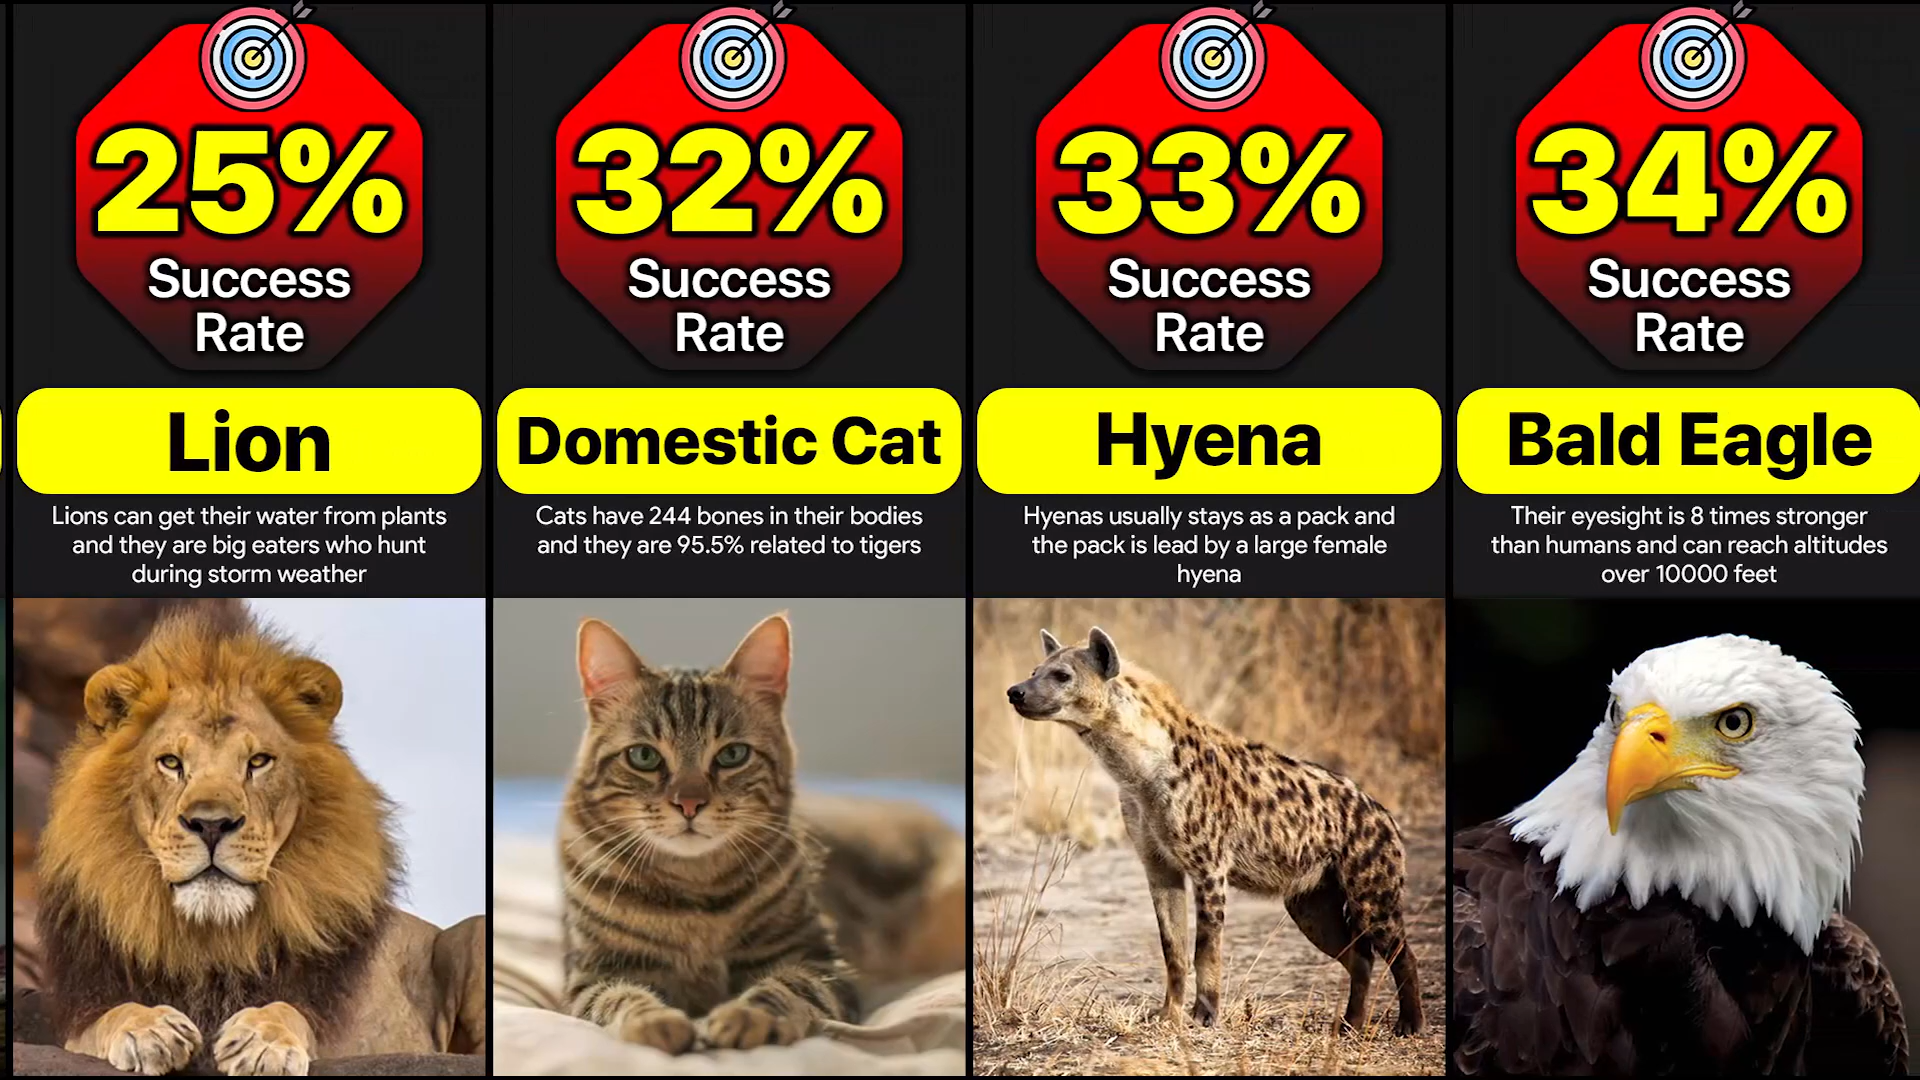 25%
Success
Rate
Lion
Lions can get their water from plants
and they are big eaters who hunt
during storm weather
32%
Success
Rate
Domestic Cat
Cats have 244 bones in their bodies
and they are 95.5% related to tigers
33%
Success
Rate
Hyena
Hyenas usually stays as a pack and
the pack is lead by a large female
hyena
34%
Success
Rate
Bald Eagle
Their eyesight is 8 times stronger
than humans and can reach altitudes
over 10000 feet